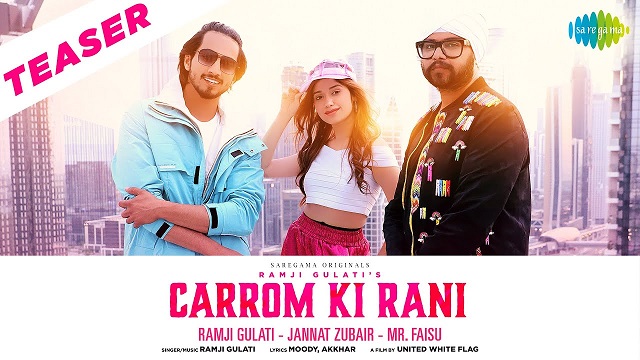 TEASER
saregama
SAREGAMA ORIGINALS
RAMJI GULATI'S
CARROM KI RANI
RAMJI GULATI - JANNAT ZUBAIR - MR. FAISU
SINGER/MUSIC RAMJI GULATI LYRICS MOODY, AKKHAR A FILM BY UNITED WHITE FLAG